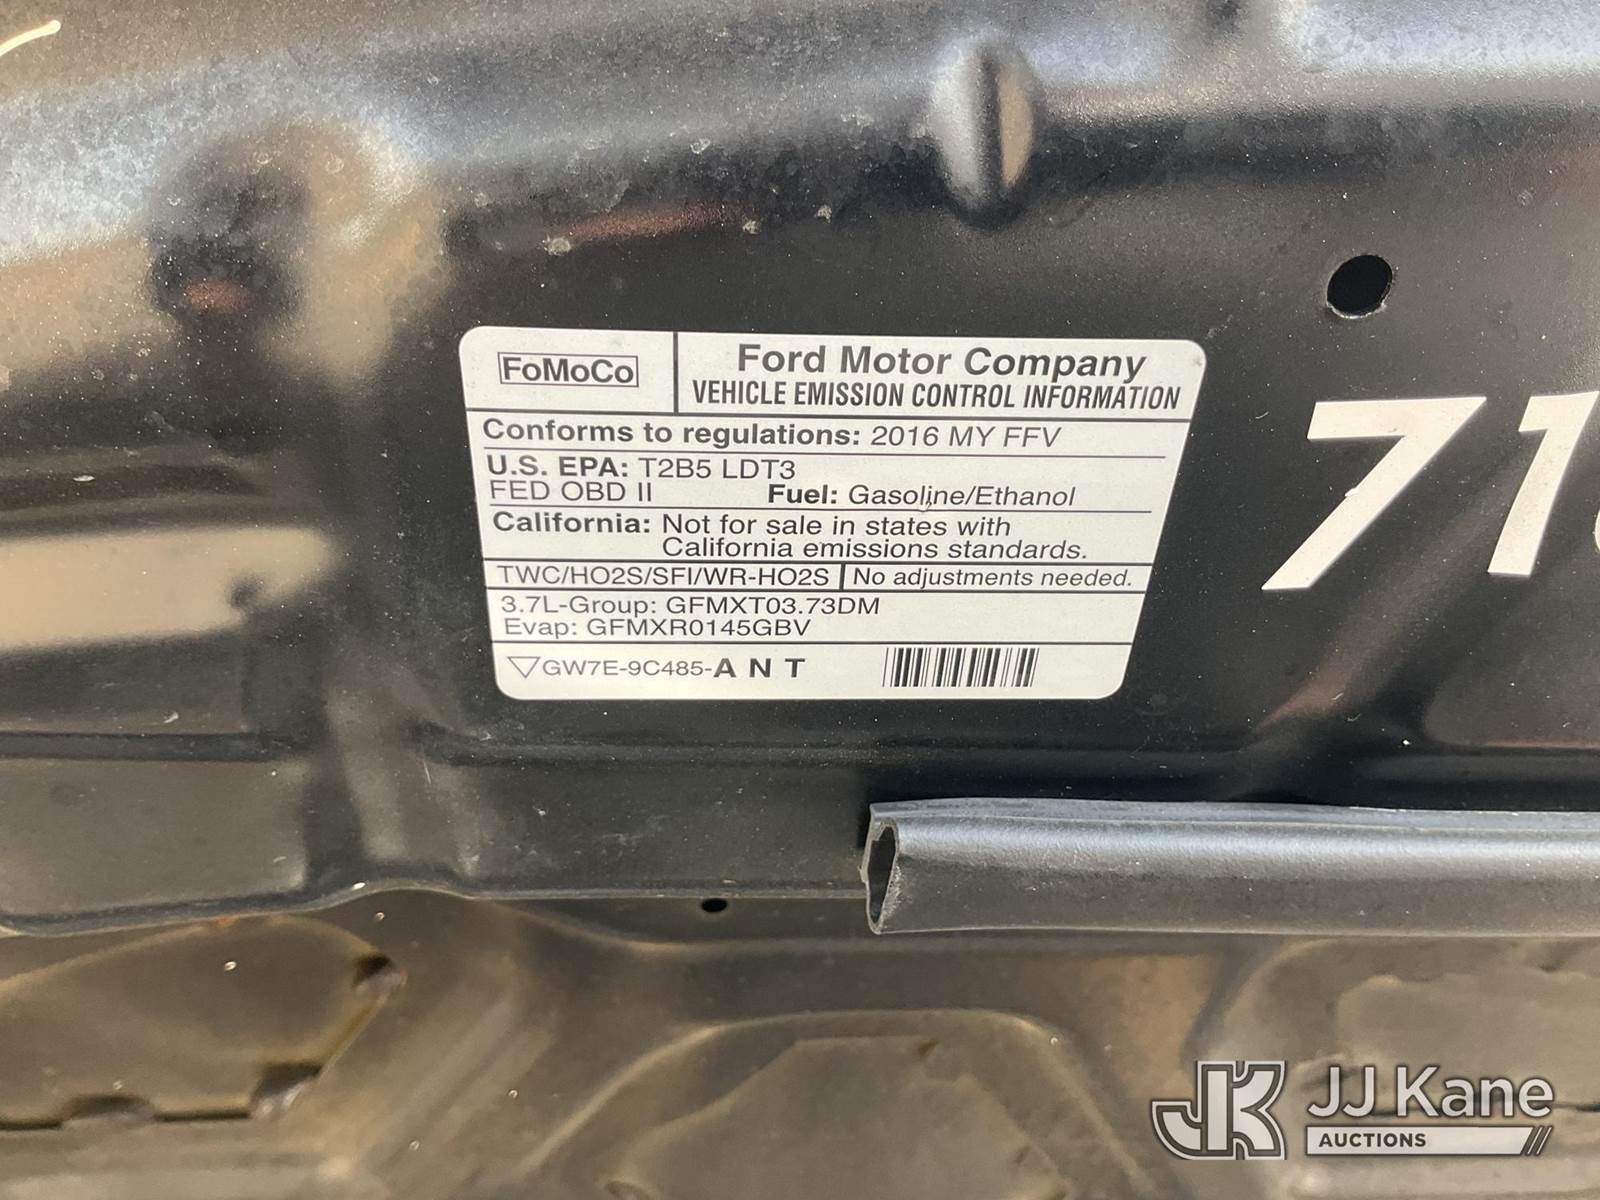 FoMoCo
Ford Motor Company
VEHICLE EMISSION CONTROL INFORMATION
Conforms to regulations: 2016 MY FFV
U.S. EPA: T2B5 LDT3
FED OBD II Fuel: Gasoline/Ethanol
California: Not for sale in states with
California emissions standards.
TWC/HO2S/SFI/WR-HO2S No adjustments needed.
3.7L-Group: GFMXT03.73DM
Evap: GFMXR0145GBV
GW7E-9C485-A N T
71
JK JJ Kane
AUCTIONS